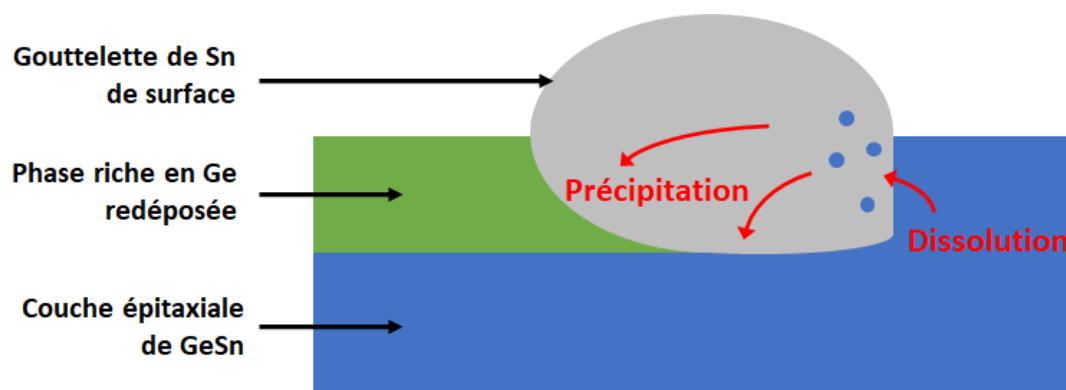 Gouttelette de Sn
de surface
Phase riche en Ge
redéposée
Précipitation
Dissolution
Couche épitaxiale
de GeSn